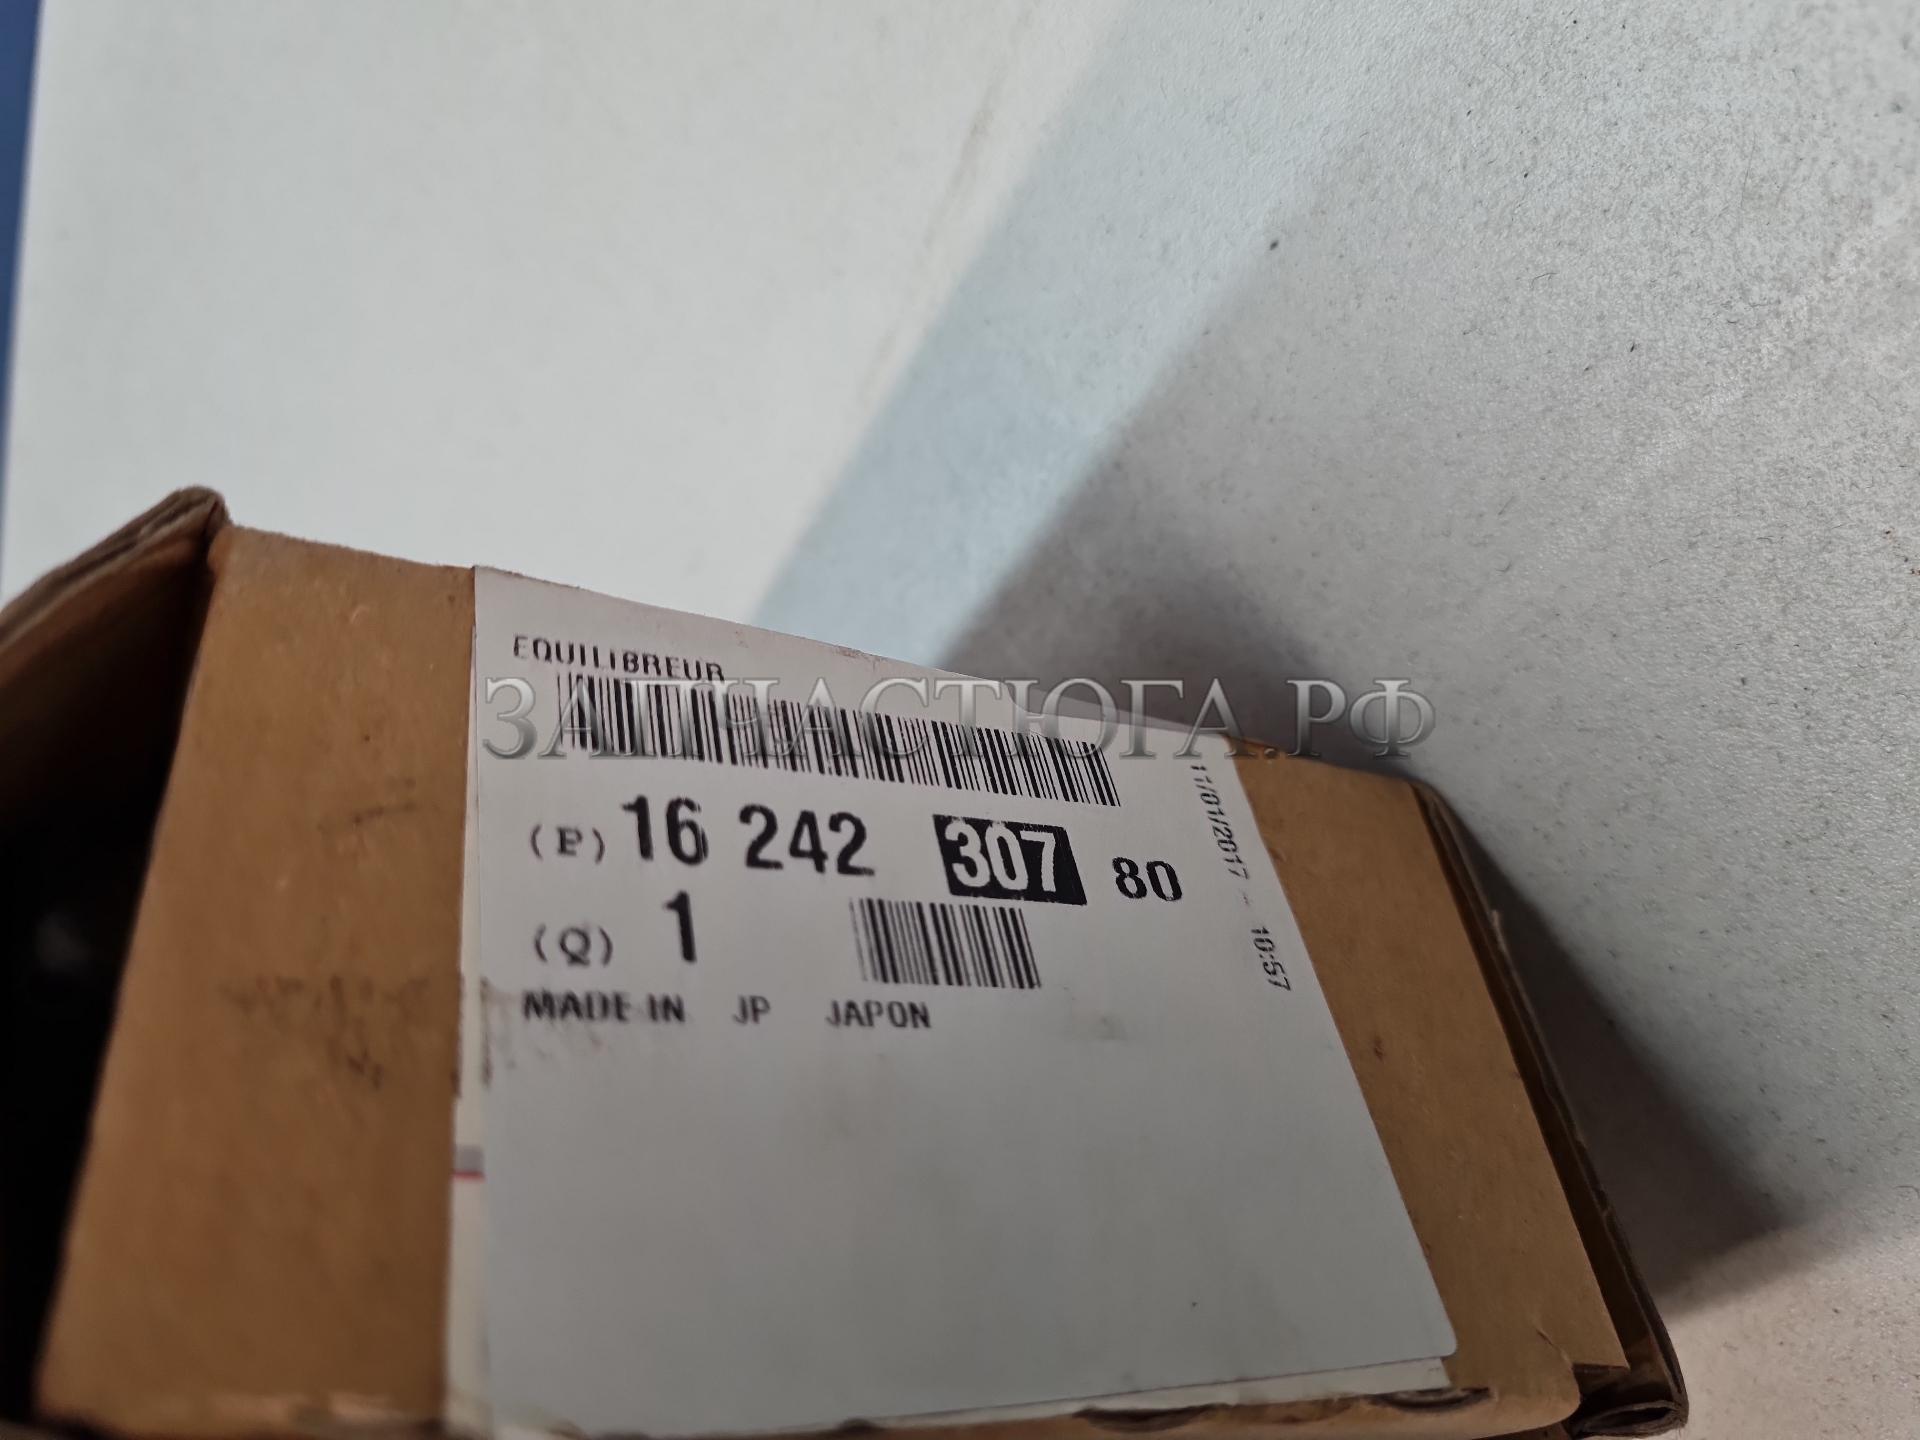 EQUILIBREUR
ЗАПЧАСТЮГА.РФ
(P) 16 242 307 80
(Q) 1
MADE IN JP JAPON
11/01/2017 - 10:57